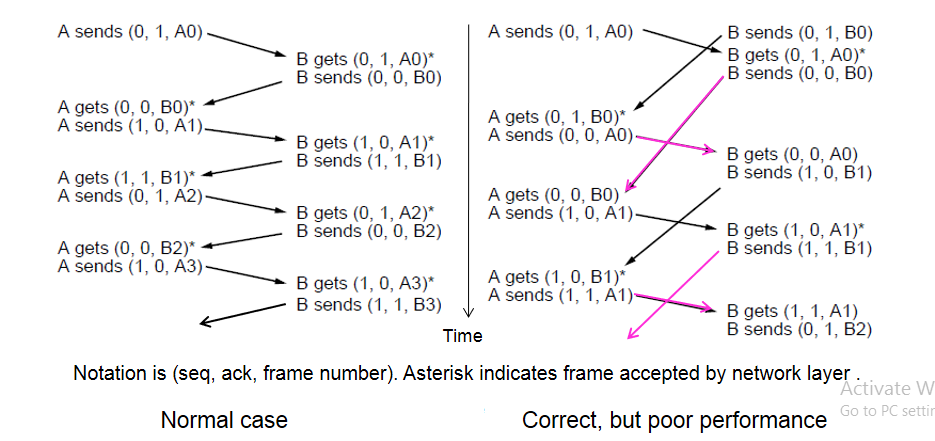 A sends (0, 1, A0)
B gets (0, 1, A0)*
B sends (0, 0, B0)
A gets (0, 0, B0)*
A sends (1, 0, A1)
B gets (1, 0, A1)*
B sends (1, 1, B1)
A gets (1, 1, B1)*
A sends (0, 1, A2)
B gets (0, 1, A2)*
B sends (0, 0, B2)
A gets (0, 0, B2)*
A sends (1, 0, A3)
B gets (1, 0, A3)*
B sends (1, 1, B3)
A sends (0, 1, A0)
B sends (0, 1, B0)
B gets (0, 1, A0)*
B sends (0, 0, B0)
A gets (0, 1, B0)*
A sends (0, 0, A0)
B gets (0, 0, A0)
B sends (1, 0, B1)
A gets (0, 0, B0)
A sends (1, 0, A1)
B gets (1, 0, A1)*
B sends (1, 1, B1)
A gets (1, 0, B1)*
A sends (1, 1, A1)
B gets (1, 1, A1)
B sends (0, 1, B2)
Time
Notation is (seq, ack, frame number). Asterisk indicates frame accepted by network layer .
Normal case
Correct, but poor performance
Activate W
Go to PC settin